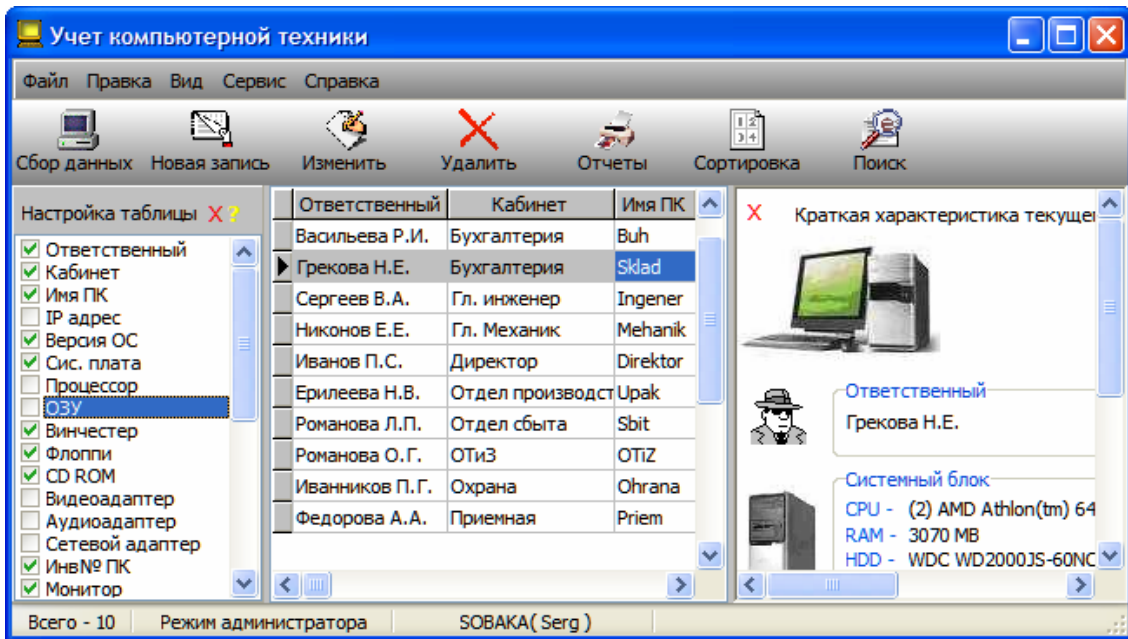 Учет компьютерной техники
Файл Правка Вид Сервис Справка
Сбор данных Новая запись Изменить Удалить Отчеты Сортировка Поиск
Настройка таблицы X ?
Ответственный
Кабинет
Имя ПК
IP адрес
Версия ОС
Сис. плата
Процессор
ОЗУ
Винчестер
Флоппи
CD ROM
Видеоадаптер
Аудиоадаптер
Сетевой адаптер
Инв№ ПК
Монитор
Ответственный Кабинет Имя ПК
Васильева Р.И. Бухгалтерия Buh
Грекова Н.Е. Бухгалтерия Sklad
Сергеев В.А. Гл. инженер Ingener
Никонов Е.Е. Гл. Механик Mehanik
Иванов П.С. Директор Direktor
Ерилеева Н.В. Отдел производст Upak
Романова Л.П. Отдел сбыта Sbit
Романова О.Г. ОТиЗ OTiZ
Иванников П.Г. Охрана Ohrana
Федорова А.А. Приемная Priem
X Краткая характеристика текущег
Ответственный
Грекова Н.Е.
Системный блок
CPU - (2) AMD Athlon(tm) 64
RAM - 3070 MB
HDD - WDC WD2000JS-60NC
Всего - 10 Режим администратора SOBAKA( Serg )